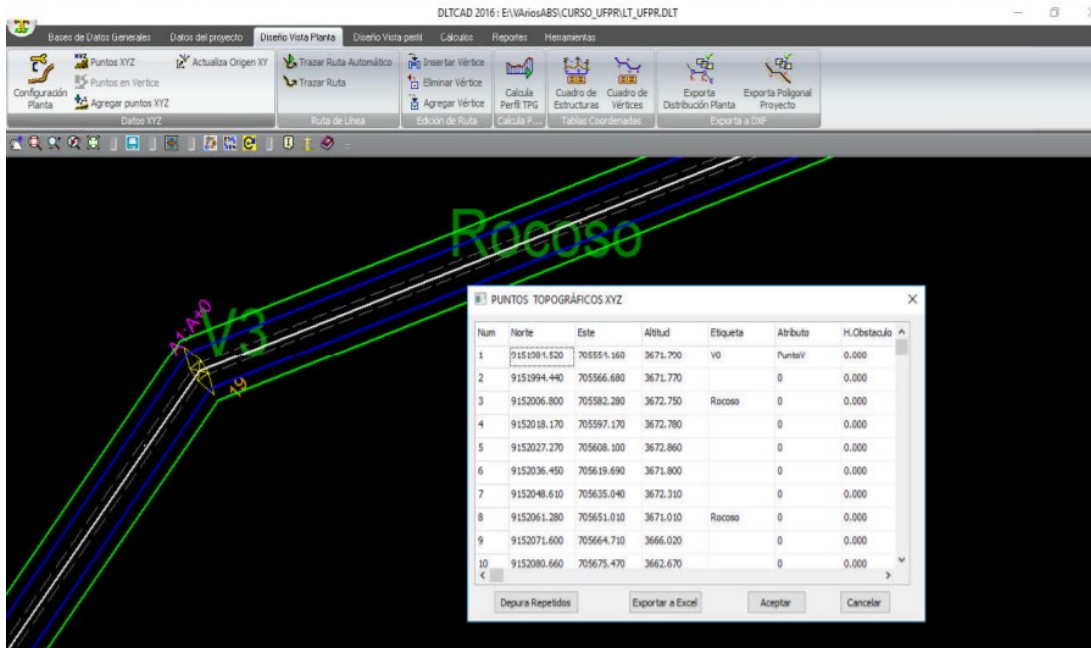 DLTCAD 2016 : E:\VAriosABS\CURSO_UFPR\LT_UFPR.DLT
Bases de Datos Generales Datos del proyecto Diseño Vista Planta Diseño Vista perfil Cálculos Reportes Herramientas
Puntos XYZ Actualiza Origen XY Trazar Ruta Automático Insertar Vértice
Puntos en Vertice Trazar Ruta Eliminar Vértice
Agregar puntos XYZ Agregar Vértice
Configuración Planta
Calcula Perfil TPG
Cuadro de Estructuras
Cuadro de Vértices
Exporta Distribución Planta
Exporta Poligonal Proyecto
Datos XYZ Ruta de Línea Edición de Ruta Calcula P... Tablas Coordenadas Exporta a DXF
Rocoso
A1:A+0
V3
19
PUNTOS TOPOGRÁFICOS XYZ
Num Norte Este Altitud Etiqueta Atributo H.Obstaculo
1 9151984.520 705554.160 3671.790 V0 PuntoV 0.000
2 9151994.440 705566.680 3671.770 0 0.000
3 9152006.800 705582.280 3672.750 Rocoso 0 0.000
4 9152018.170 705597.170 3672.780 0 0.000
5 9152027.270 705608.100 3672.860 0 0.000
6 9152036.450 705619.690 3671.800 0 0.000
7 9152048.610 705635.040 3672.310 0 0.000
8 9152061.280 705651.010 3671.010 Rocoso 0 0.000
9 9152071.600 705664.710 3666.020 0 0.000
10 9152080.660 705675.470 3662.670 0 0.000
Depura Repetidos Exportar a Excel Aceptar Cancelar